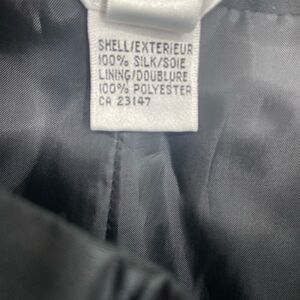 SHELL/EXTERIEUR
100% SILK/SOIE
LINING/DOUBLURE
100% POLYESTER
CA 23147